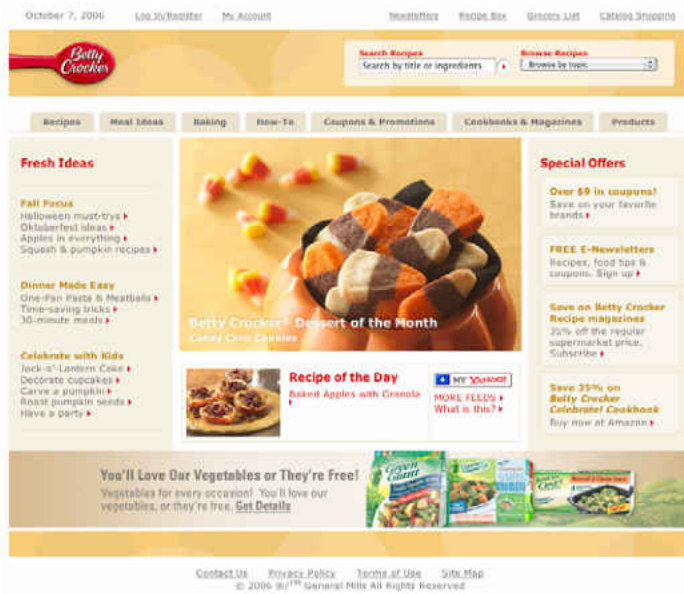 October 7, 2006
Log In/Register
My Account
Newsletters
Recipe Box
Grocery List
Catalog Shopping
Betty
Crocker
Search Recipes
Search by title or ingredients
Browse Recipes
Browse by topic
Recipes
Meal Ideas
Baking
How-To
Coupons & Promotions
Cookbooks & Magazines
Products
Fresh Ideas
Fall Focus
Halloween must-trys
Oktoberfest ideas
Apples in everything
Squash & pumpkin recipes
Dinner Made Easy
One-Pan Pasta & Meatballs
Time-saving tricks
30-minute meals
Celebrate with Kids
Jack-o'-Lantern Cake
Decorate cupcakes
Carve a pumpkin
Roast pumpkin seeds
Have a party
Betty Crocker® Dessert of the Month
Candy Corn Cookies
Recipe of the Day
Baked Apples with Granola
MY YAHOO!
MORE FEEDS
What is this?
Special Offers
Over $9 in coupons!
Save on your favorite
brands
FREE E-Newsletters
Recipes, food tips &
coupons. Sign up
Save on Betty Crocker
Recipe magazines
35% off the regular
supermarket price.
Subscribe
Save 35% on
Betty Crocker
Celebrate! Cookbook
Buy now at Amazon
You'll Love Our Vegetables or They're Free!
Vegetables for every occasion! You'll love our
vegetables, or they're free. Get Details
Green
Giant
Contact Us
Privacy Policy
Terms of Use
Site Map
© 2006 ®/TM General Mills All Rights Reserved